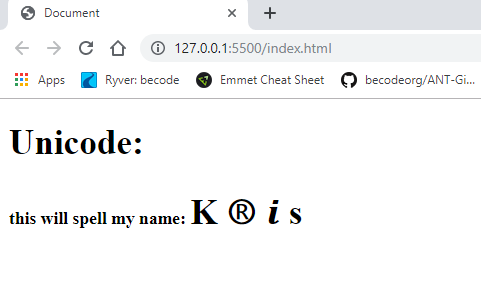 Document
127.0.0.1:5500/index.html
Apps Ryver: becode Emmet Cheat Sheet becodeorg/ANT-Gi...
Unicode:
this will spell my name: K ® 𝒊 s